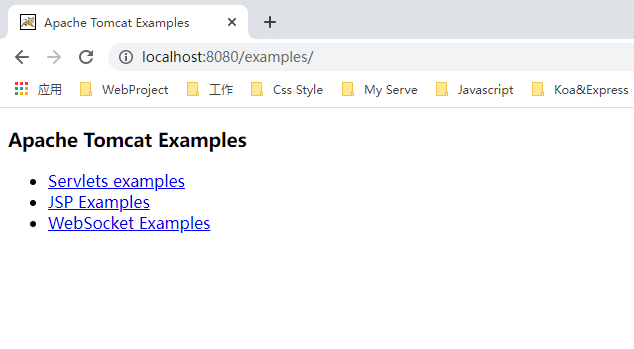 Apache Tomcat Examples
localhost:8080/examples/
应用 WebProject 工作 Css Style My Serve Javascript Koa&Express
Apache Tomcat Examples
Servlets examples
JSP Examples
WebSocket Examples